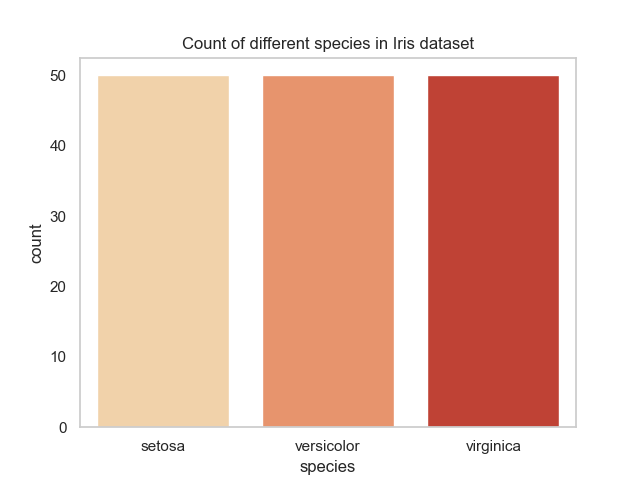 Count of different species in Iris dataset
count
50
40
30
20
10
0
setosa versicolor virginica
species